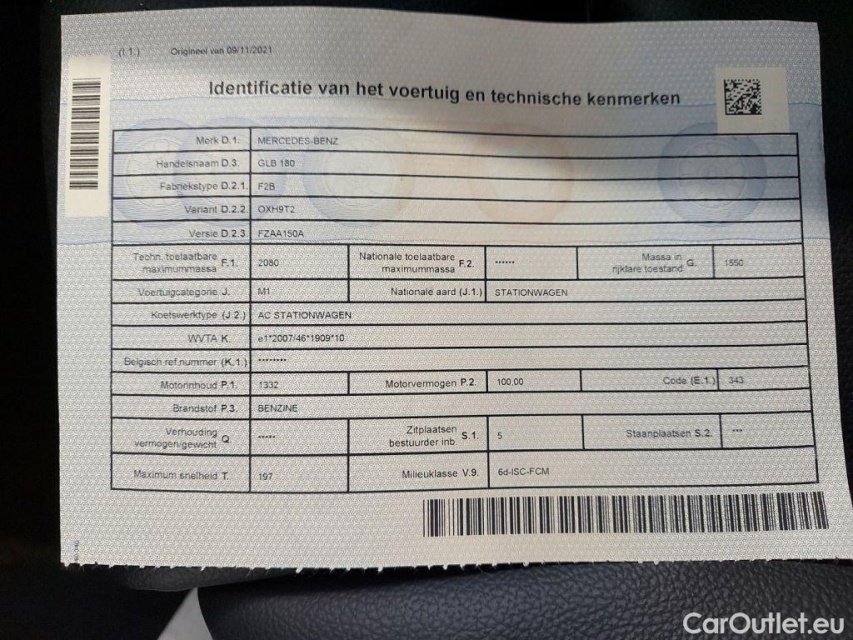 (I.1.) Origineel van 09/11/2021
Identificatie van het voertuig en technische kenmerken
Merk D.1. MERCEDES-BENZ
Handelsnaam D.3. GLB 180
Fabriekstype D.2.1. F2B
Variant D.2.2 OXH9T2
Versie D.2.3. FZAA150A
Techn. toelaatbare maximummassa F.1. 2080 Nationale toelaatbare maximummassa F.2. ****** Massa in rijklare toestand G. 1550
Voertuigcategorie J. M1 Nationale aard (J.1.) STATIONWAGEN
Koetswerktype (J.2.) AC STATIONWAGEN
WVTA K. e1*2007/46*1909*10
Belgisch ref.nummer (K.1.) ********
Motorinhoud P.1. 1332 Motorvermogen P.2. 100.00 Code (E.1.) 343
Brandstof P.3. BENZINE
Verhouding vermogen/gewicht Q. ***** Zitplaatsen bestuurder inb. S.1. 5 Staanplaatsen S.2. ***
Maximum snelheid T. 197 Milieuklasse V.9. 6d-ISC-FCM
CarOutlet.eu